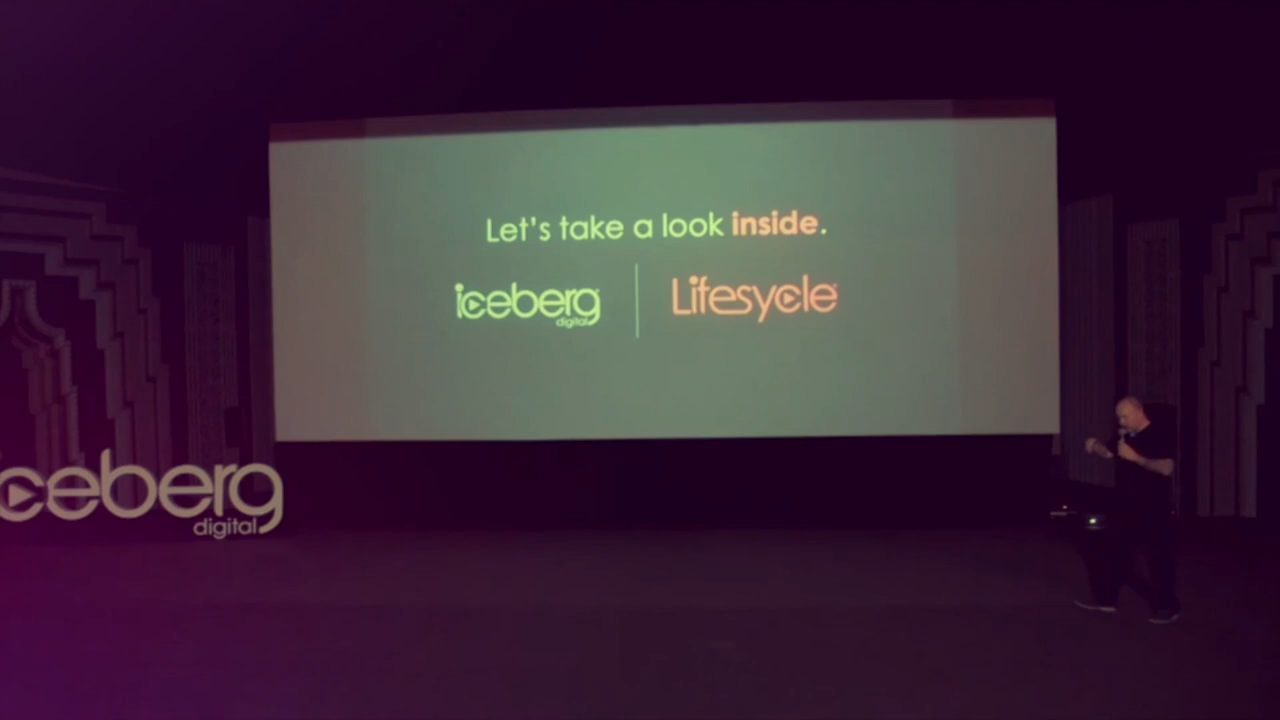 Let's take a look inside.
iceberg digital
Lifesycle
iceberg
digital